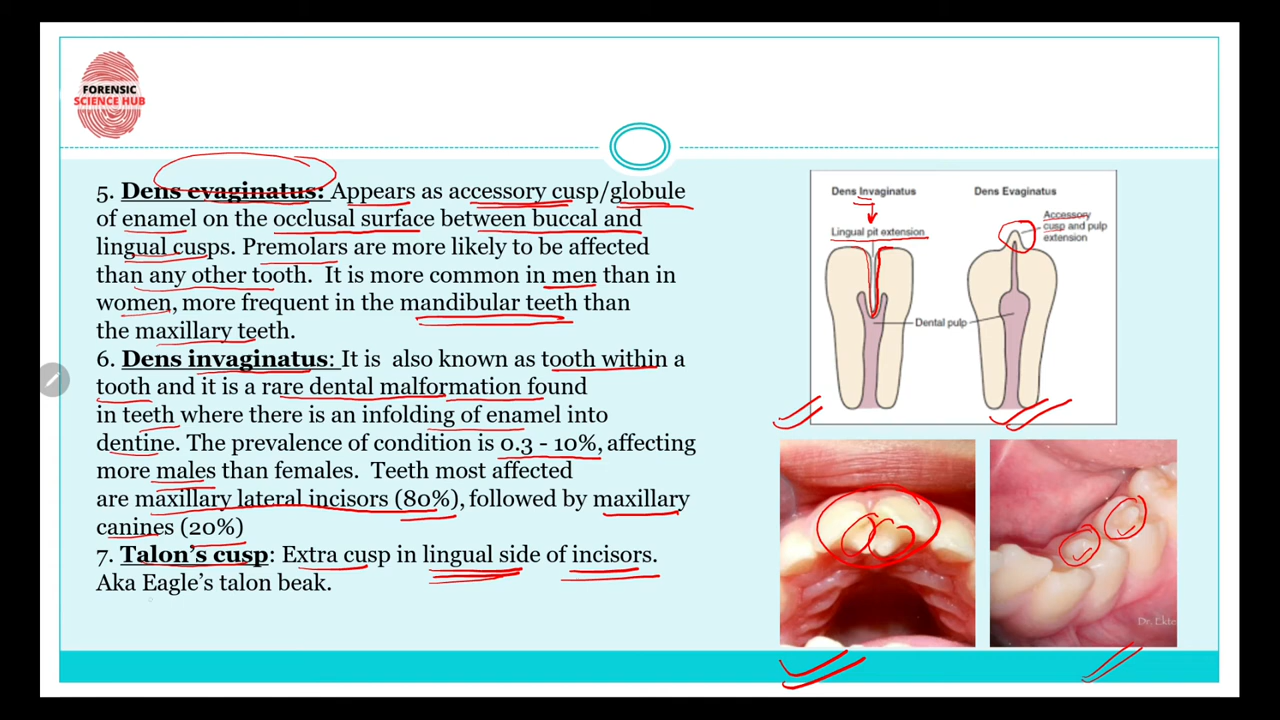 FORENSIC
SCIENCE HUB
5. Dens evaginatus: Appears as accessory cusp/globule
of enamel on the occlusal surface between buccal and
lingual cusps. Premolars are more likely to be affected
than any other tooth. It is more common in men than in
women, more frequent in the mandibular teeth than
the maxillary teeth.
6. Dens invaginatus: It is also known as tooth within a
tooth and it is a rare dental malformation found
in teeth where there is an infolding of enamel into
dentine. The prevalence of condition is 0.3 - 10%, affecting
more males than females. Teeth most affected
are maxillary lateral incisors (80%), followed by maxillary
canines (20%)
7. Talon's cusp: Extra cusp in lingual side of incisors.
Aka Eagle's talon beak.
Dens Invaginatus
Dens Evaginatus
Lingual pit extension
Accessory
cusp and pulp
extension
Dental pulp
Dr. Ekte